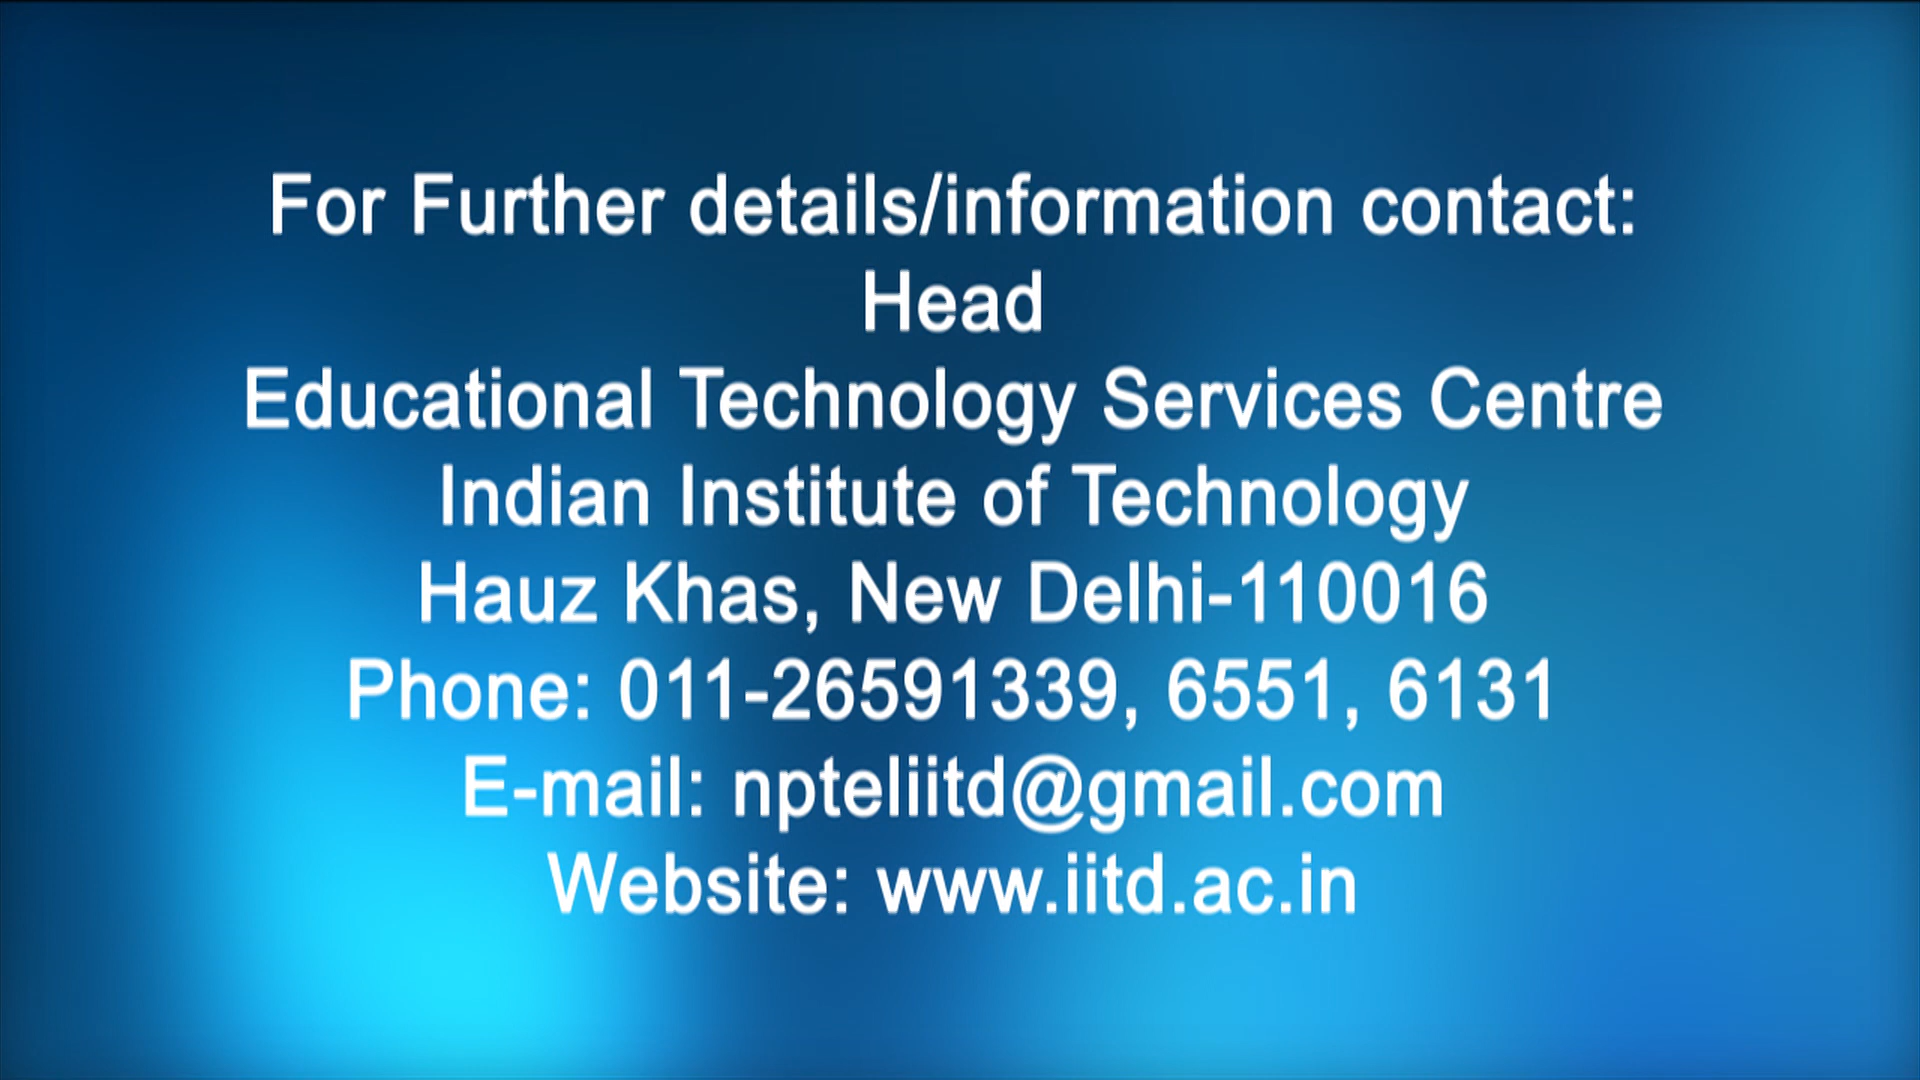 For Further details/information contact:
Head
Educational Technology Services Centre
Indian Institute of Technology
Hauz Khas, New Delhi-110016
Phone: 011-26591339, 6551, 6131
E-mail: npteliitd@gmail.com
Website: www.iitd.ac.in